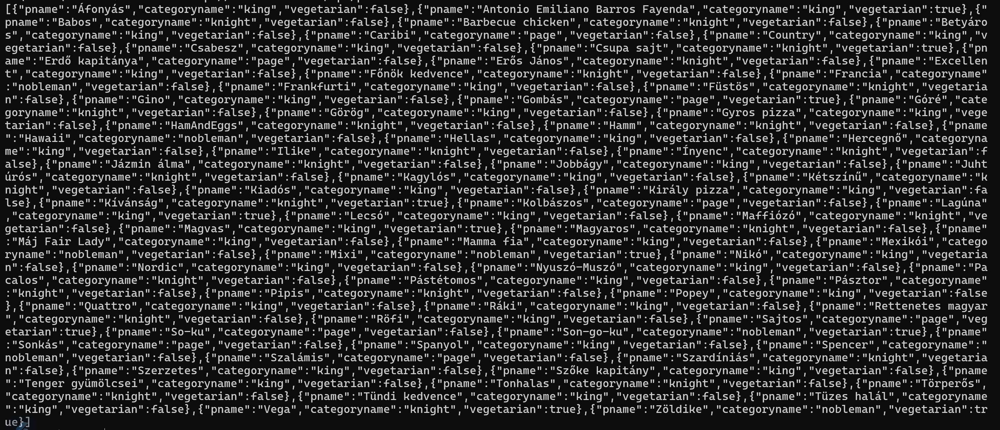 [{"pname":"Áfonyás","categoryname":"king","vegetarian":false},{"pname":"Antonio Emiliano Barros Fayenda","categoryname":"king","vegetarian":true},{"
pname":"Babos","categoryname":"knight","vegetarian":false},{"pname":"Barbecue chicken","categoryname":"knight","vegetarian":false},{"pname":"Betyáro
s","categoryname":"king","vegetarian":false},{"pname":"Caribi","categoryname":"page","vegetarian":false},{"pname":"Country","categoryname":"king","v
egetarian":false},{"pname":"Csabesz","categoryname":"king","vegetarian":false},{"pname":"Csupa sajt","categoryname":"knight","vegetarian":true},{"pn
ame":"Erdő kapitánya","categoryname":"page","vegetarian":false},{"pname":"Erős János","categoryname":"knight","vegetarian":false},{"pname":"Excellen
t","categoryname":"king","vegetarian":false},{"pname":"Főnök kedvence","categoryname":"knight","vegetarian":false},{"pname":"Francia","categoryname"
:"nobleman","vegetarian":false},{"pname":"Frankfurti","categoryname":"king","vegetarian":false},{"pname":"Füstös","categoryname":"knight","vegetaria
n":false},{"pname":"Gino","categoryname":"king","vegetarian":false},{"pname":"Gombás","categoryname":"page","vegetarian":true},{"pname":"Góré","cate
goryname":"knight","vegetarian":false},{"pname":"Görög","categoryname":"king","vegetarian":false},{"pname":"Gyros pizza","categoryname":"king","vege
tarian":false},{"pname":"HamAndEggs","categoryname":"knight","vegetarian":false},{"pname":"Hamm","categoryname":"knight","vegetarian":false},{"pname
":"Hawaii","categoryname":"nobleman","vegetarian":false},{"pname":"Hellas","categoryname":"king","vegetarian":false},{"pname":"Hercegnő","categoryna
me":"king","vegetarian":false},{"pname":"Ilike","categoryname":"knight","vegetarian":false},{"pname":"Ínyenc","categoryname":"knight","vegetarian":f
alse},{"pname":"Jázmin álma","categoryname":"knight","vegetarian":false},{"pname":"Jobbágy","categoryname":"king","vegetarian":false},{"pname":"Juht
úrós","categoryname":"knight","vegetarian":false},{"pname":"Kagylós","categoryname":"king","vegetarian":false},{"pname":"Kétszínű","categoryname":"k
night","vegetarian":false},{"pname":"Kiadós","categoryname":"king","vegetarian":false},{"pname":"Király pizza","categoryname":"king","vegetarian":fa
lse},{"pname":"Kívánság","categoryname":"knight","vegetarian":true},{"pname":"Kolbászos","categoryname":"page","vegetarian":false},{"pname":"Lagúna"
,"categoryname":"king","vegetarian":true},{"pname":"Lecsó","categoryname":"king","vegetarian":false},{"pname":"Maffiózó","categoryname":"knight","ve
getarian":false},{"pname":"Magvas","categoryname":"king","vegetarian":true},{"pname":"Magyaros","categoryname":"knight","vegetarian":false},{"pname"
:"Máj Fair Lady","categoryname":"king","vegetarian":false},{"pname":"Mamma fia","categoryname":"king","vegetarian":false},{"pname":"Mexikói","catego
ryname":"nobleman","vegetarian":false},{"pname":"Mixi","categoryname":"nobleman","vegetarian":true},{"pname":"Nikó","categoryname":"king","vegetaria
n":false},{"pname":"Nordic","categoryname":"king","vegetarian":false},{"pname":"Nyuszó-Muszó","categoryname":"king","vegetarian":false},{"pname":"Pa
calos","categoryname":"knight","vegetarian":false},{"pname":"Pástétomos","categoryname":"king","vegetarian":false},{"pname":"Pásztor","categoryname"
:"knight","vegetarian":false},{"pname":"Pipis","categoryname":"knight","vegetarian":false},{"pname":"Popey","categoryname":"king","vegetarian":false
},{"pname":"Quattro","categoryname":"king","vegetarian":false},{"pname":"Ráki","categoryname":"king","vegetarian":false},{"pname":"Rettenetes magyar
","categoryname":"knight","vegetarian":false},{"pname":"Röfi","categoryname":"king","vegetarian":false},{"pname":"Sajtos","categoryname":"page","veg
etarian":true},{"pname":"So-ku","categoryname":"page","vegetarian":false},{"pname":"Son-go-ku","categoryname":"nobleman","vegetarian":true},{"pname"
:"Sonkás","categoryname":"page","vegetarian":false},{"pname":"Spanyol","categoryname":"king","vegetarian":false},{"pname":"Spencer","categoryname":"
nobleman","vegetarian":false},{"pname":"Szalámis","categoryname":"page","vegetarian":false},{"pname":"Szardíniás","categoryname":"knight","vegetaria
n":false},{"pname":"Szerzetes","categoryname":"king","vegetarian":false},{"pname":"Szőke kapitány","categoryname":"king","vegetarian":false},{"pname
":"Tenger gyümölcsei","categoryname":"king","vegetarian":false},{"pname":"Tonhalas","categoryname":"knight","vegetarian":false},{"pname":"Törperős",
"categoryname":"knight","vegetarian":false},{"pname":"Tündi kedvence","categoryname":"king","vegetarian":false},{"pname":"Tüzes halál","categoryname
":"king","vegetarian":false},{"pname":"Vega","categoryname":"knight","vegetarian":true},{"pname":"Zöldike","categoryname":"nobleman","vegetarian":tr
ue}]